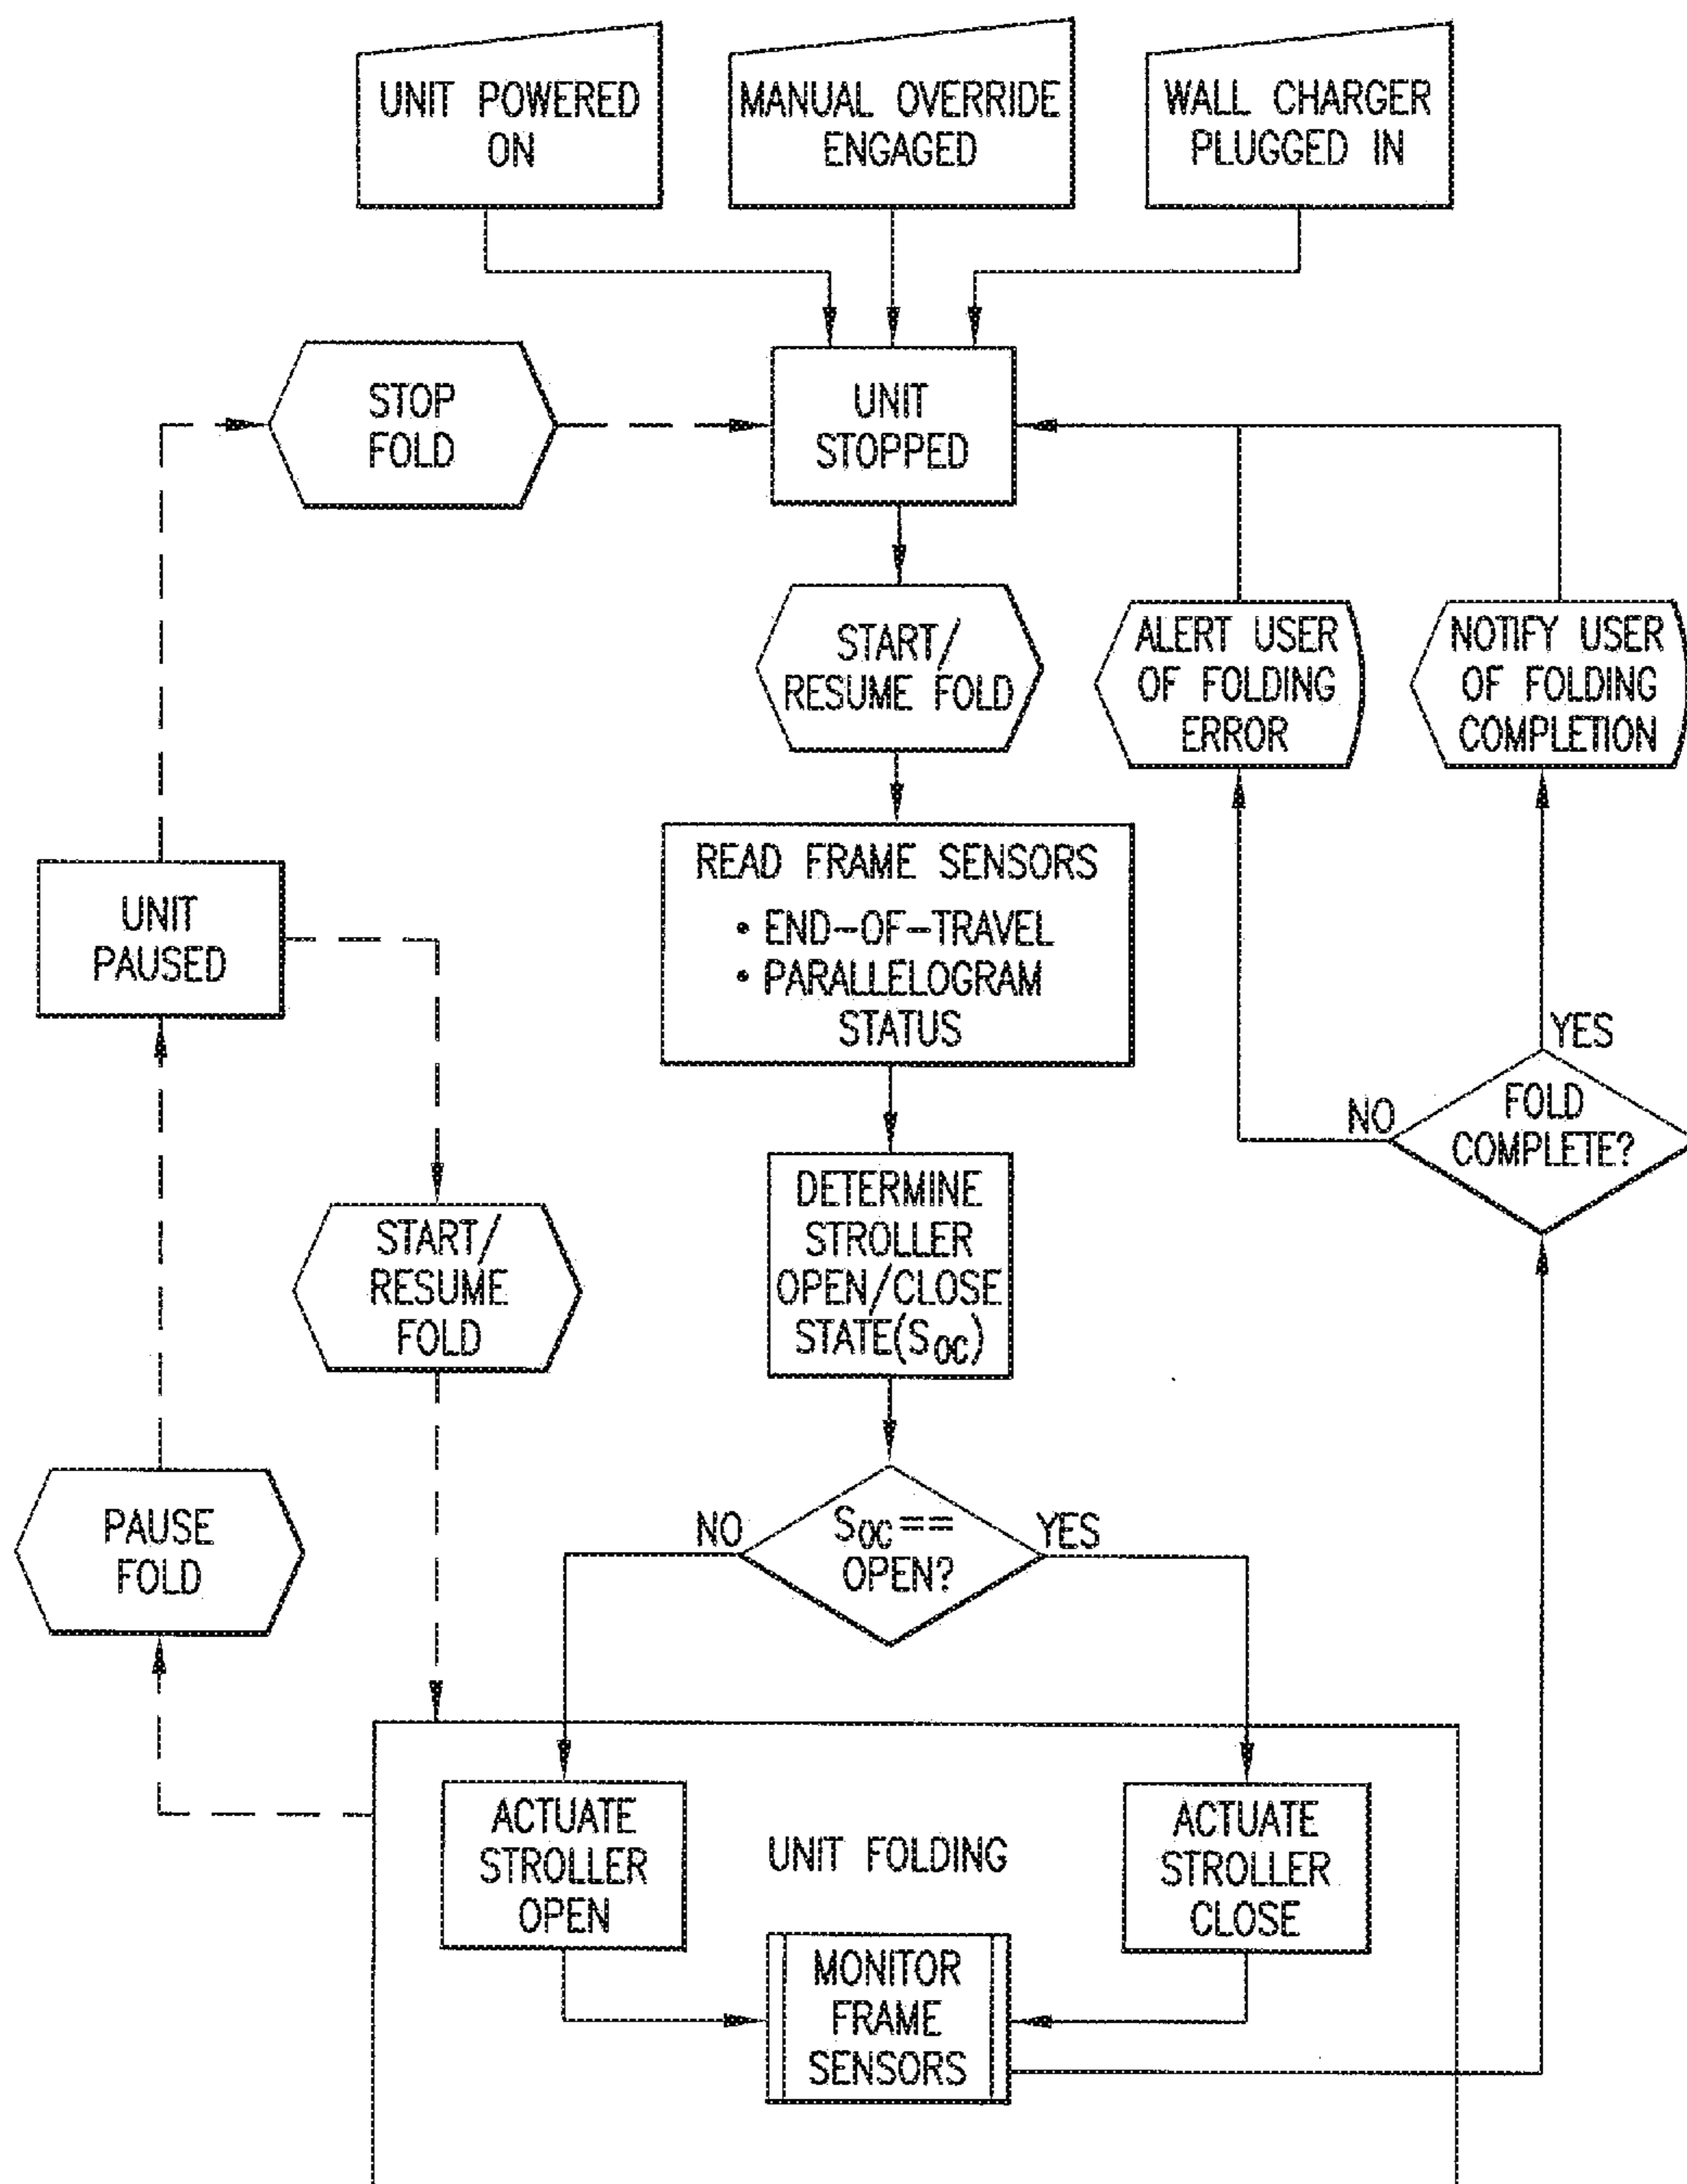 UNIT POWERED
ON
MANUAL OVERRIDE
ENGAGED
WALL CHARGER
PLUGGED IN
STOP
FOLD
UNIT
STOPPED
START/
RESUME FOLD
ALERT USER
OF FOLDING
ERROR
NOTIFY USER
OF FOLDING
COMPLETION
READ FRAME SENSORS
• END-OF-TRAVEL
• PARALLELOGRAM
STATUS
UNIT
PAUSED
YES
FOLD
COMPLETE?
NO
DETERMINE
STROLLER
OPEN/CLOSE
STATE(SOC)
START/
RESUME
FOLD
PAUSE
FOLD
NO
SOC==
OPEN?
YES
ACTUATE
STROLLER
OPEN
UNIT FOLDING
ACTUATE
STROLLER
CLOSE
MONITOR
FRAME
SENSORS